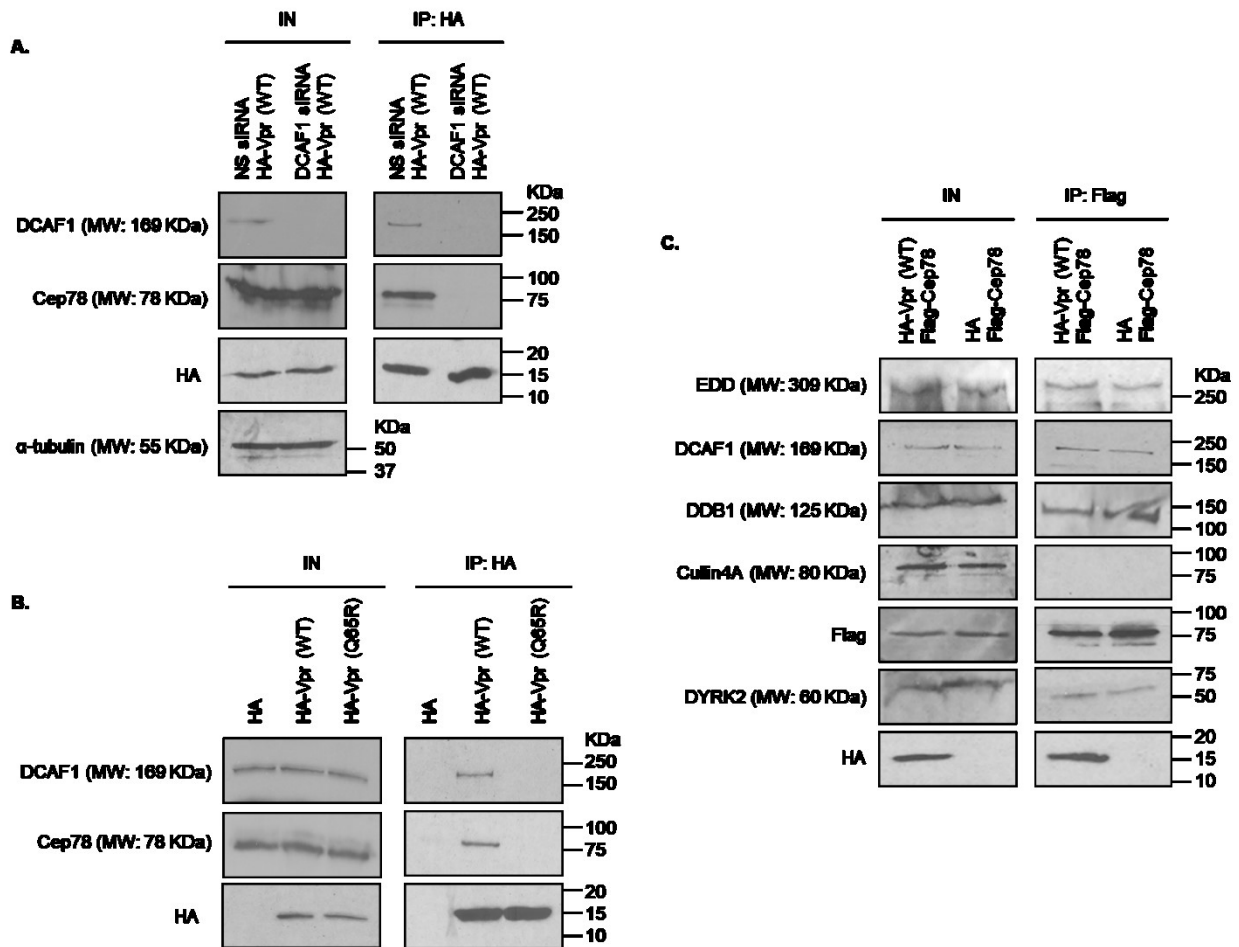 A.
IN
IP: HA
NS siRNA
HA-Vpr (WT)
DCAF1 siRNA
HA-Vpr (WT)
NS siRNA
HA-Vpr (WT)
DCAF1 siRNA
HA-Vpr (WT)
KDa
DCAF1 (MW: 169 KDa)
250
150
Cep78 (MW: 78 KDa)
100
75
HA
20
15
10
KDa
α-tubulin (MW: 55 KDa)
50
37
B.
IN
IP: HA
HA
HA-Vpr (WT)
HA-Vpr (Q65R)
HA
HA-Vpr (WT)
HA-Vpr (Q65R)
KDa
DCAF1 (MW: 169 KDa)
250
150
Cep78 (MW: 78 KDa)
100
75
HA
20
15
10
C.
IN
IP: Flag
HA-Vpr (WT)
Flag-Cep78
HA
Flag-Cep78
HA-Vpr (WT)
Flag-Cep78
HA
Flag-Cep78
KDa
EDD (MW: 309 KDa)
250
DCAF1 (MW: 169 KDa)
250
150
DDB1 (MW: 125 KDa)
150
100
Cullin4A (MW: 80 KDa)
100
75
Flag
100
75
DYRK2 (MW: 60 KDa)
75
50
HA
20
15
10